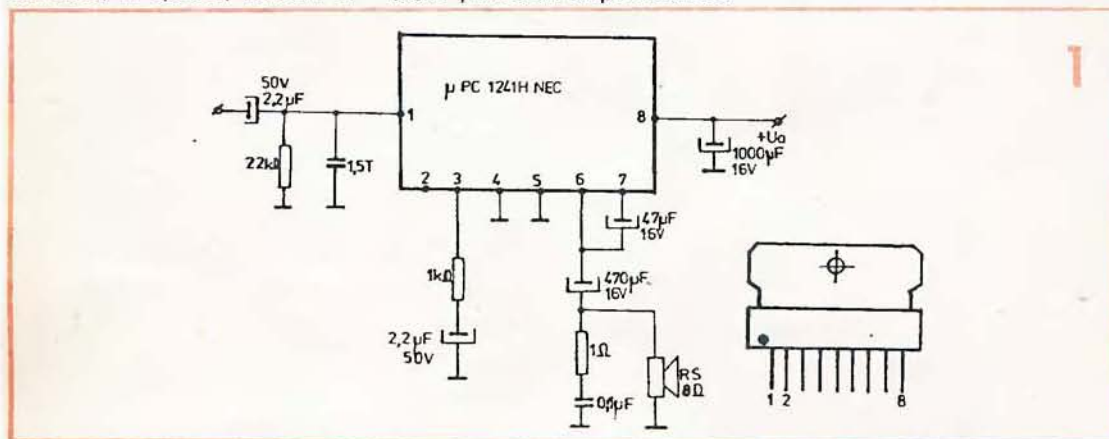 1
µ PC 1241H NEC
50V
2,2µF
1
8
+Ua
1000µF
16V
22kΩ
1,5T
2 3 4 5 6 7
47µF
16V
1kΩ
470µF
16V
2,2µF
50V
1Ω
RS
8Ω
0,1µF
1 2 8